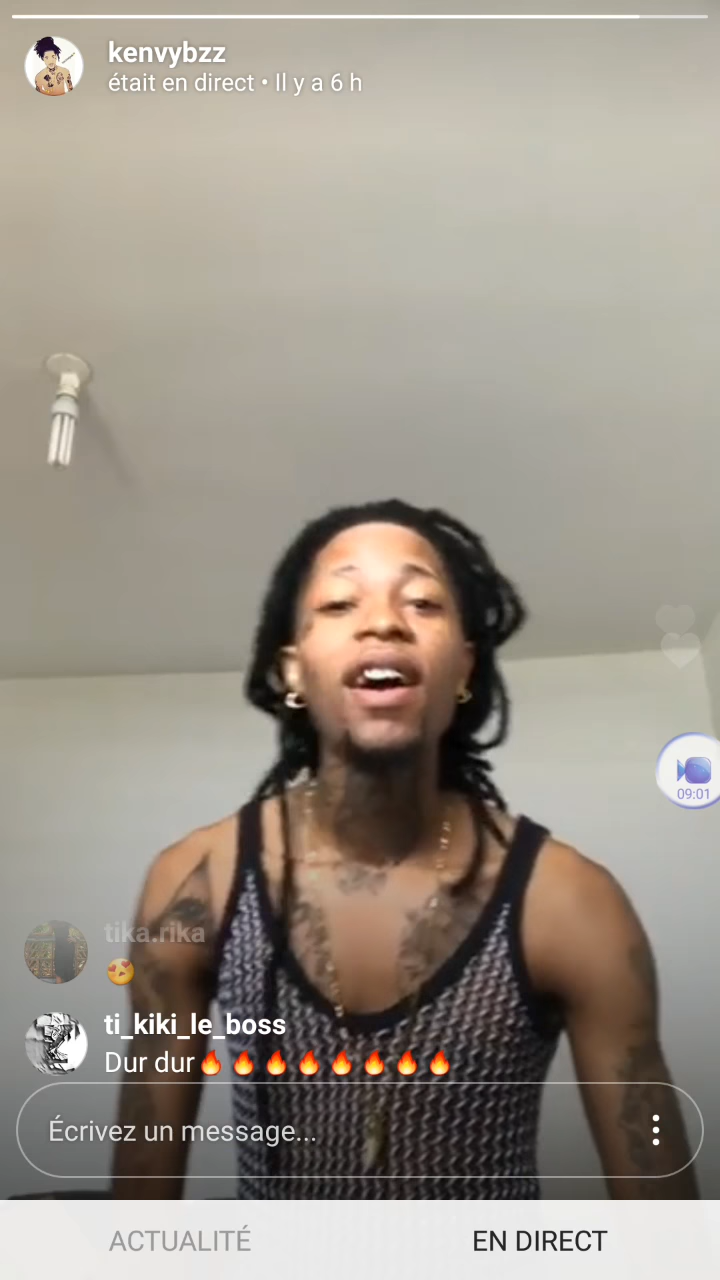 kenvybzz
était en direct • Il y a 6 h
09:01
tika.rika
😍
ti_kiki_le_boss
Dur dur🔥🔥🔥🔥🔥🔥🔥🔥
Écrivez un message...
ACTUALITÉ
EN DIRECT